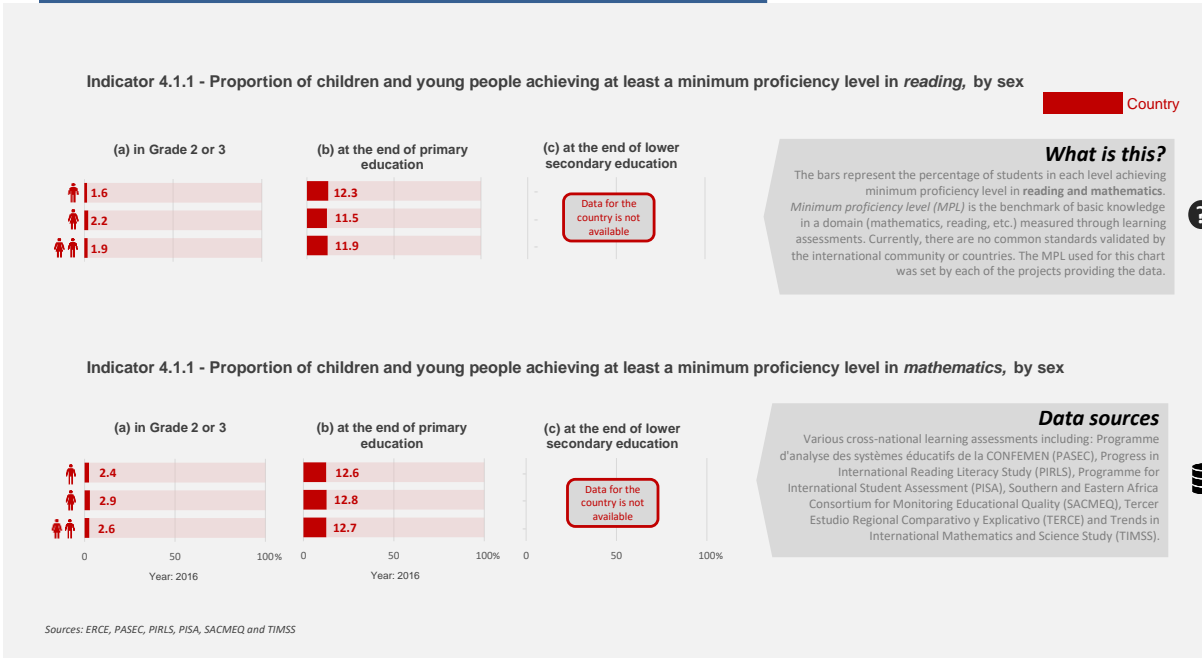 Indicator 4.1.1 - Proportion of children and young people achieving at least a minimum proficiency level in reading, by sex
Country
(a) in Grade 2 or 3
1.6
2.2
1.9
(b) at the end of primary
education
12.3
11.5
11.9
(c) at the end of lower
secondary education
Data for the
country is not
available
What is this?
The bars represent the percentage of students in each level achieving
minimum proficiency level in reading and mathematics.
Minimum proficiency level (MPL) is the benchmark of basic knowledge
in a domain (mathematics, reading, etc.) measured through learning
assessments. Currently, there are no common standards validated by
the international community or countries. The MPL used for this chart
was set by each of the projects providing the data.
?
Indicator 4.1.1 - Proportion of children and young people achieving at least a minimum proficiency level in mathematics, by sex
(a) in Grade 2 or 3
2.4
2.9
2.6
0 50 100%
Year: 2016
(b) at the end of primary
education
12.6
12.8
12.7
0 50 100%
Year: 2016
(c) at the end of lower
secondary education
Data for the
country is not
available
0 50 100%
Data sources
Various cross-national learning assessments including: Programme
d'analyse des systèmes éducatifs de la CONFEMEN (PASEC), Progress in
International Reading Literacy Study (PIRLS), Programme for
International Student Assessment (PISA), Southern and Eastern Africa
Consortium for Monitoring Educational Quality (SACMEQ), Tercer
Estudio Regional Comparativo y Explicativo (TERCE) and Trends in
International Mathematics and Science Study (TIMSS).
Sources: ERCE, PASEC, PIRLS, PISA, SACMEQ and TIMSS